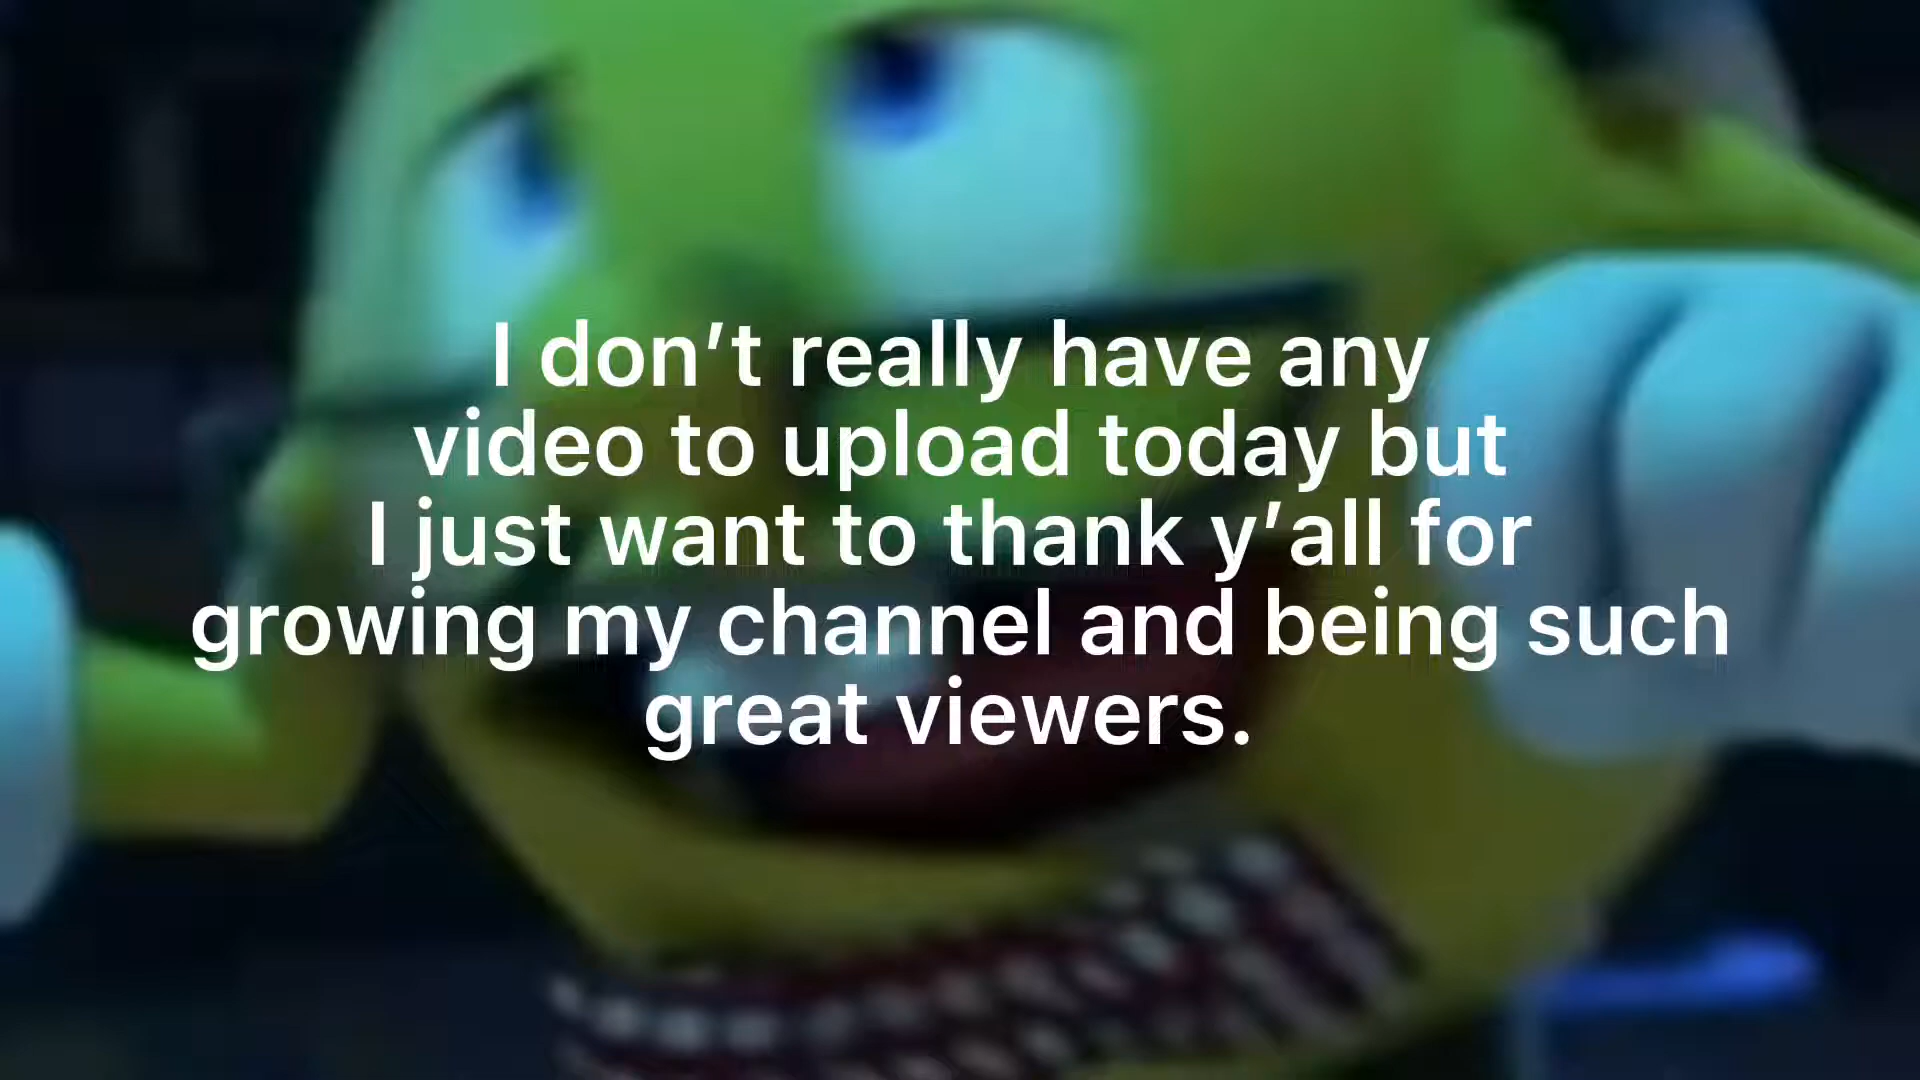 I don’t really have any
video to upload today but
I just want to thank y’all for
growing my channel and being such
great viewers.